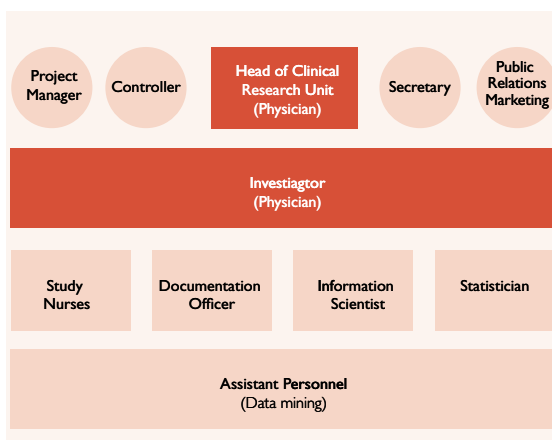 Project
Manager
Controller
Head of Clinical
Research Unit
(Physician)
Secretary
Public
Relations
Marketing
Investiagtor
(Physician)
Study
Nurses
Documentation
Officer
Information
Scientist
Statistician
Assistant Personnel
(Data mining)